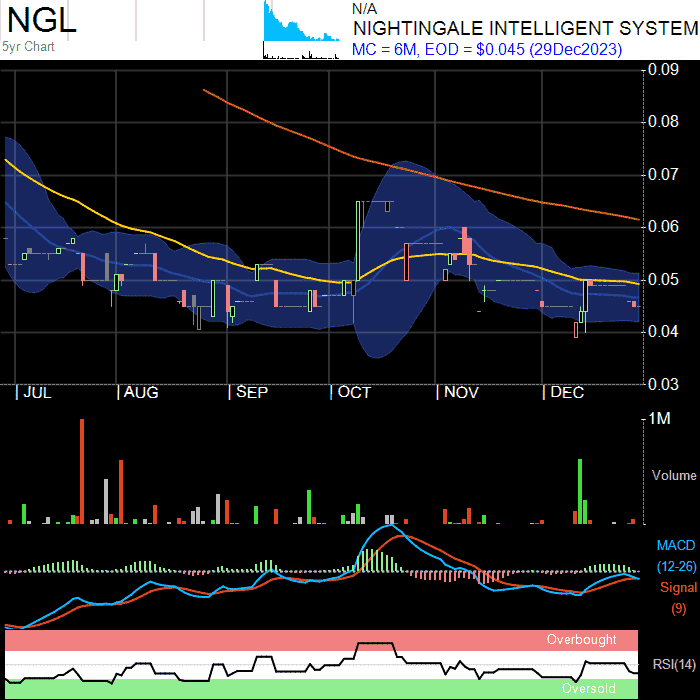 NGL
5yr Chart
N/A
NIGHTINGALE INTELLIGENT SYSTEM
MC = 6M, EOD = $0.045 (29Dec2023)
0.09
0.08
0.07
0.06
0.05
0.04
0.03
JUL AUG SEP OCT NOV DEC
1M
Volume
MACD
(12-26)
Signal
(9)
Overbought
RSI(14)
Oversold